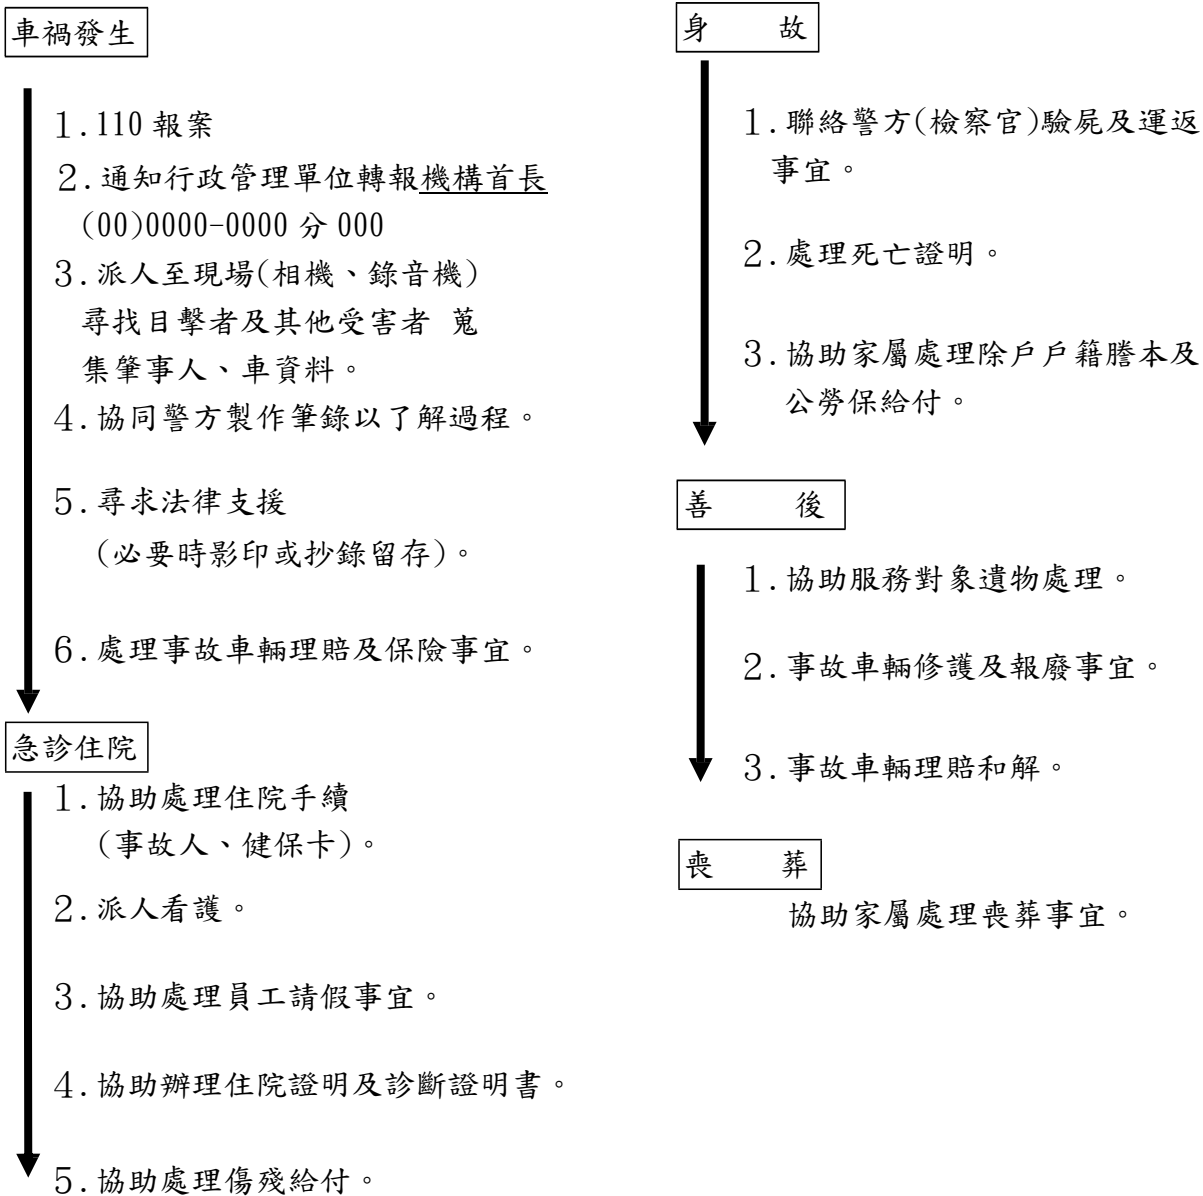 車禍發生
1.110報案
2.通知行政管理單位轉報機構首長
(00)0000-0000分000
3.派人至現場(相機、錄音機)
尋找目擊者及其他受害者 蒐
集肇事人、車資料。
4.協同警方製作筆錄以了解過程。
5.尋求法律支援
(必要時影印或抄錄留存)。
6.處理事故車輛理賠及保險事宜。
急診住院
1.協助處理住院手續
(事故人、健保卡)。
2.派人看護。
3.協助處理員工請假事宜。
4.協助辦理住院證明及診斷證明書。
5.協助處理傷殘給付。
身 故
1.聯絡警方(檢察官)驗屍及運返
事宜。
2.處理死亡證明。
3.協助家屬處理除戶戶籍謄本及
公勞保給付。
善 後
1.協助服務對象遺物處理。
2.事故車輛修護及報廢事宜。
3.事故車輛理賠和解。
喪 葬
協助家屬處理喪葬事宜。